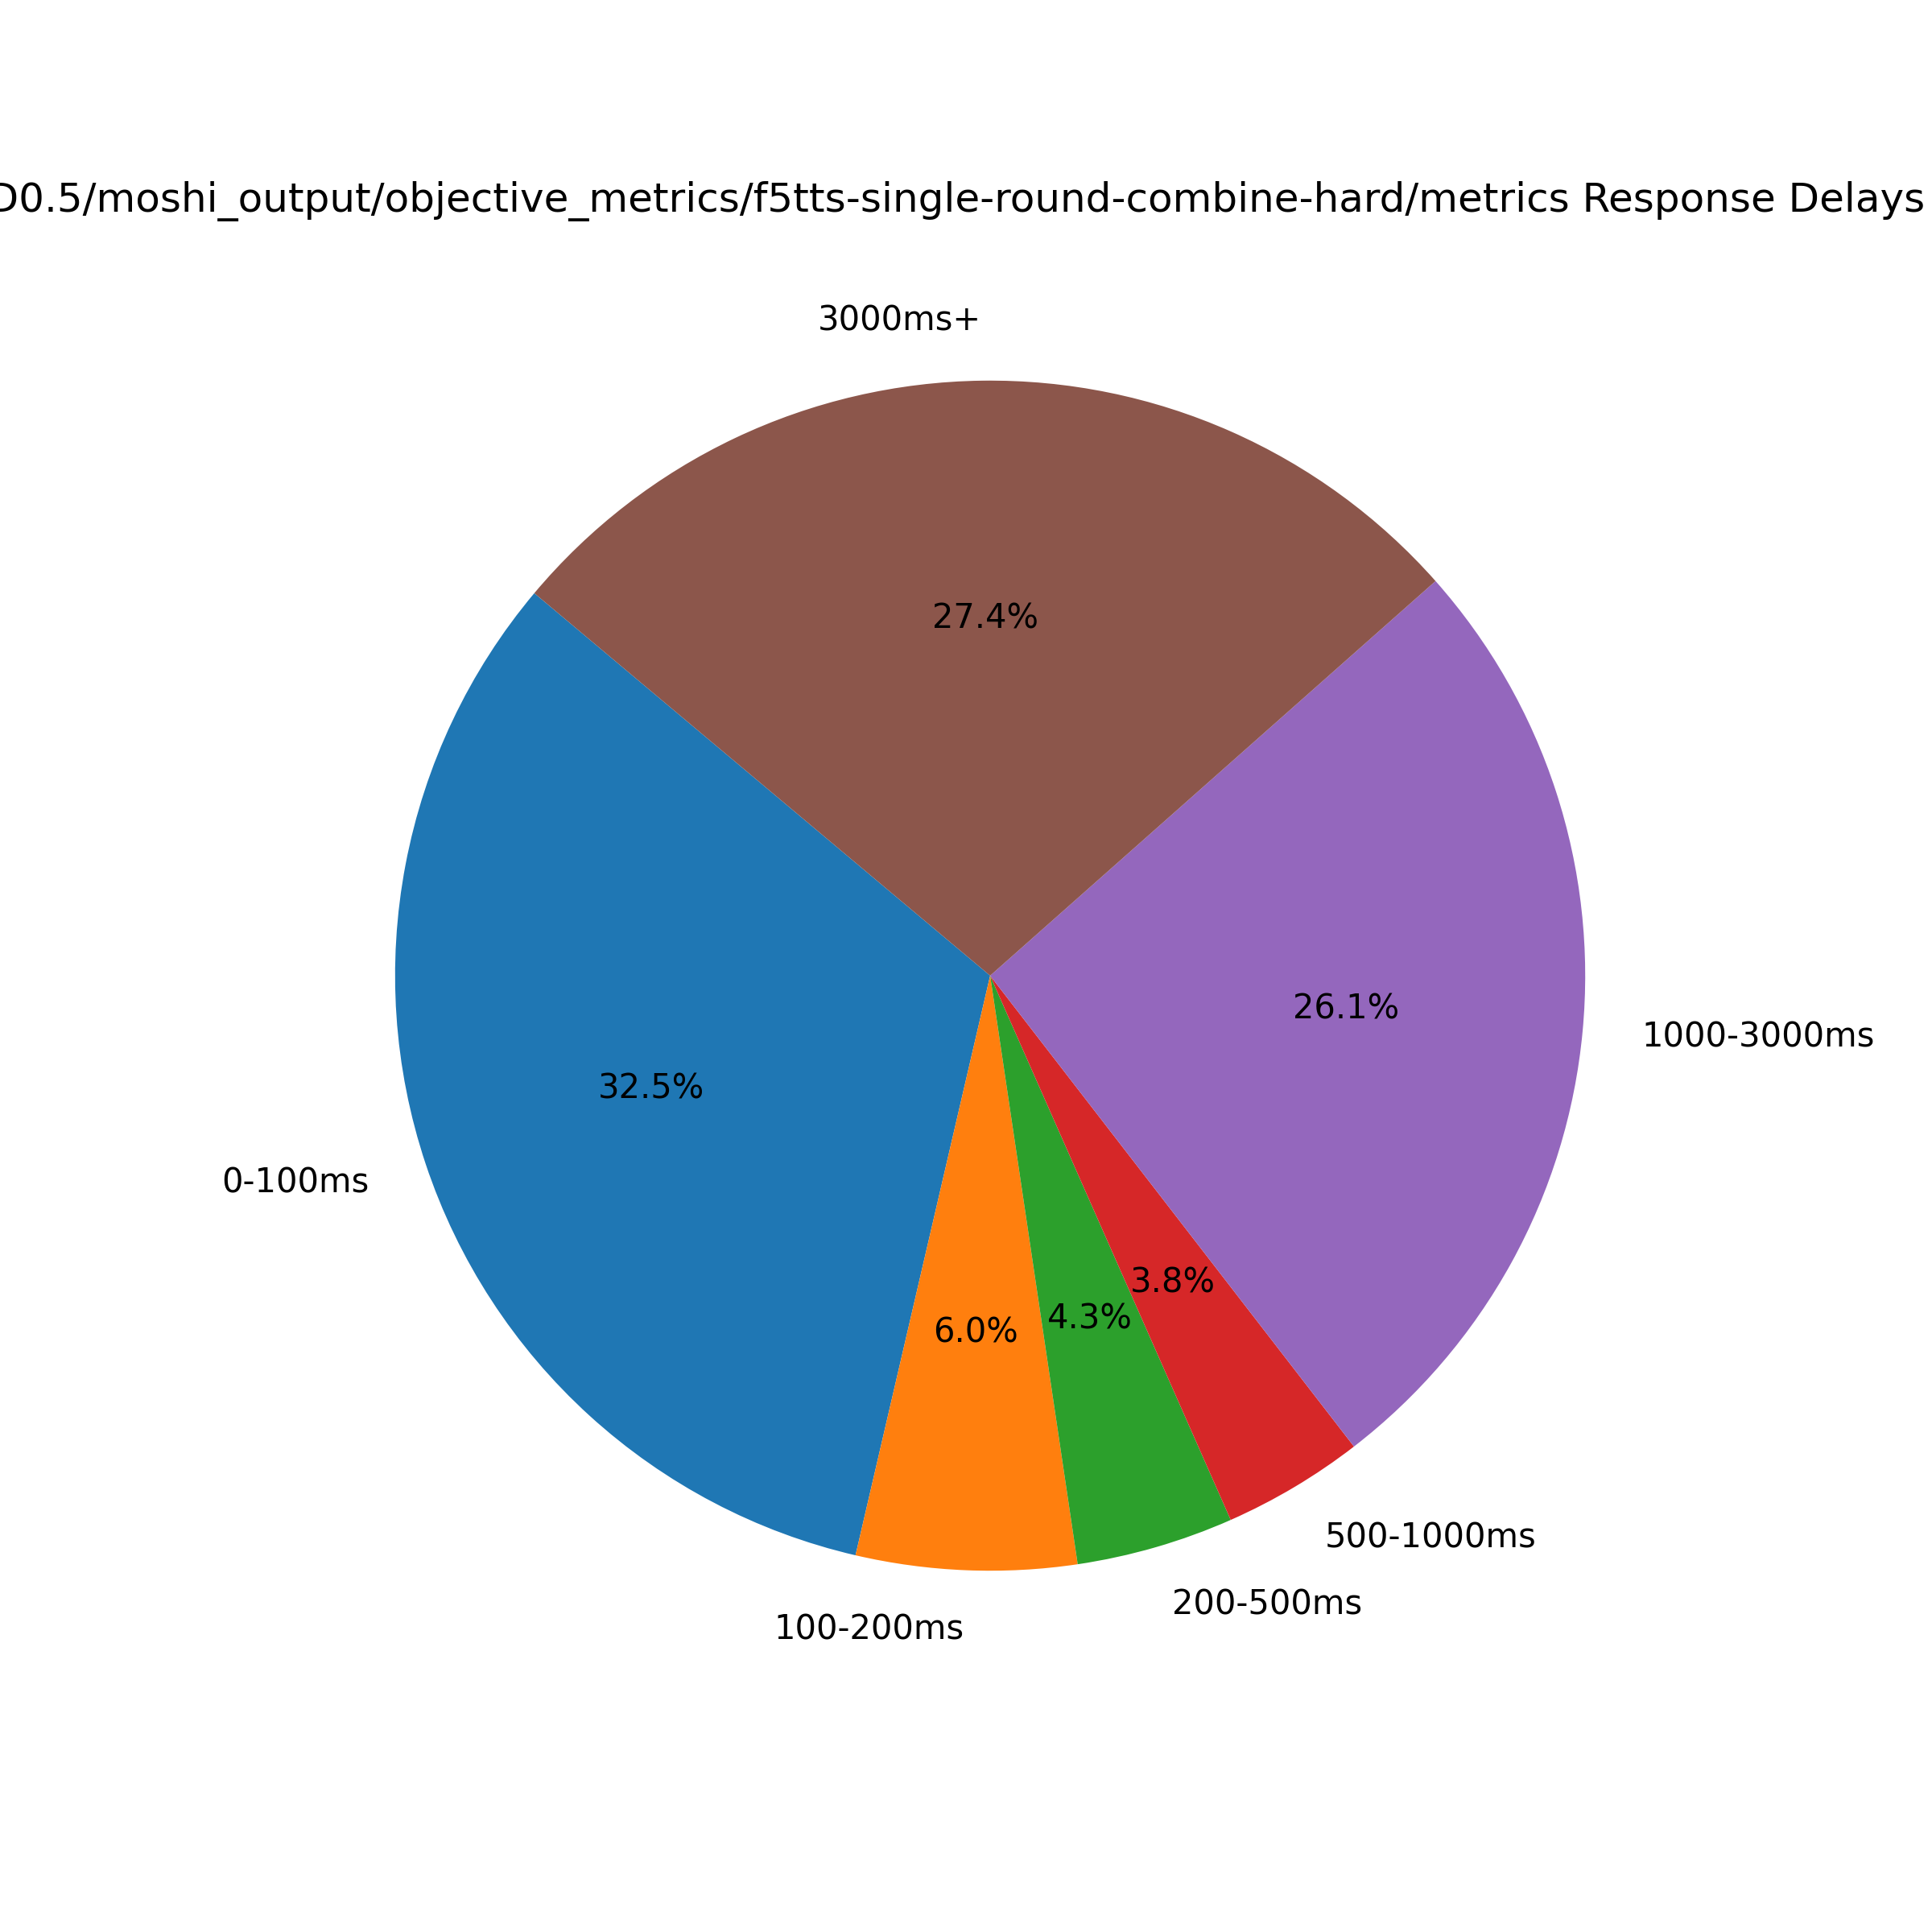 D0.5/moshi_output/objective_metrics/f5tts-single-round-combine-hard/metrics Response Delays
3000ms+
27.4%
26.1%
1000-3000ms
32.5%
0-100ms
3.8%
4.3%
6.0%
500-1000ms
200-500ms
100-200ms